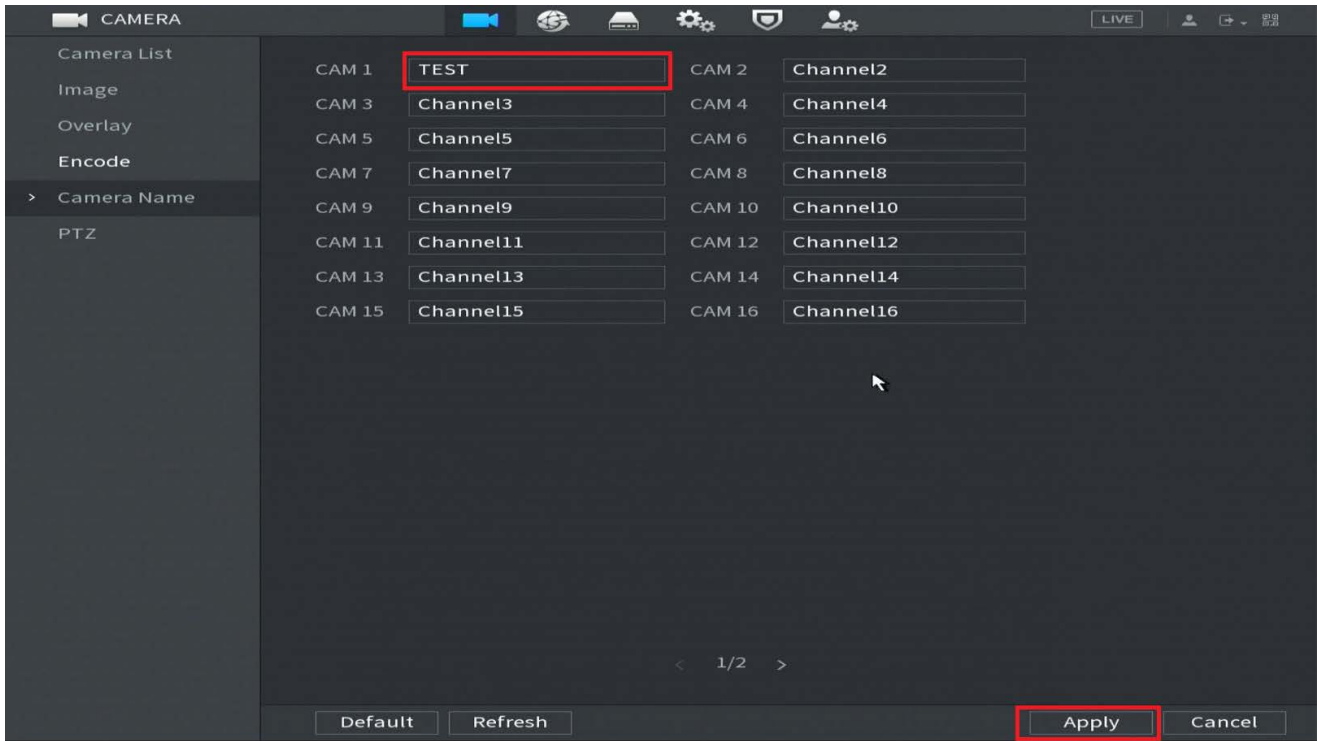 CAMERA LIVE
Camera List
Image
Overlay
Encode
> Camera Name
PTZ
CAM 1 TEST CAM 2 Channel2
CAM 3 Channel3 CAM 4 Channel4
CAM 5 Channel5 CAM 6 Channel6
CAM 7 Channel7 CAM 8 Channel8
CAM 9 Channel9 CAM 10 Channel10
CAM 11 Channel11 CAM 12 Channel12
CAM 13 Channel13 CAM 14 Channel14
CAM 15 Channel15 CAM 16 Channel16
< 1/2 >
Default Refresh Apply Cancel